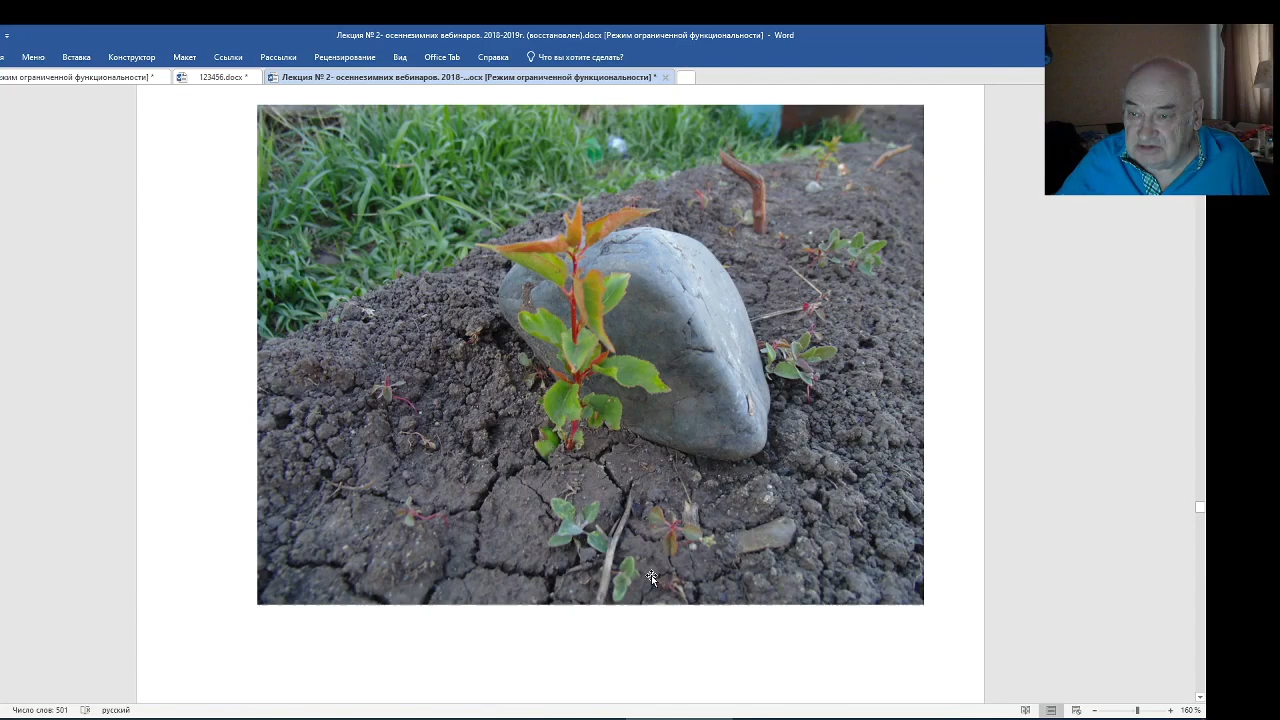 Лекция № 2- осеннезимних вебинаров. 2018-2019г. (восстановлен).docx [Режим ограниченной функциональности] - Word
я Меню Вставка Конструктор Макет Ссылки Рассылки Рецензирование Вид Office Tab Справка Что вы хотите сделать?
жим ограниченной функциональности] * 123456.docx * Лекция № 2- осеннезимних вебинаров. 2018-...ocx [Режим ограниченной функциональности] *
Число слов: 501 русский 160 %